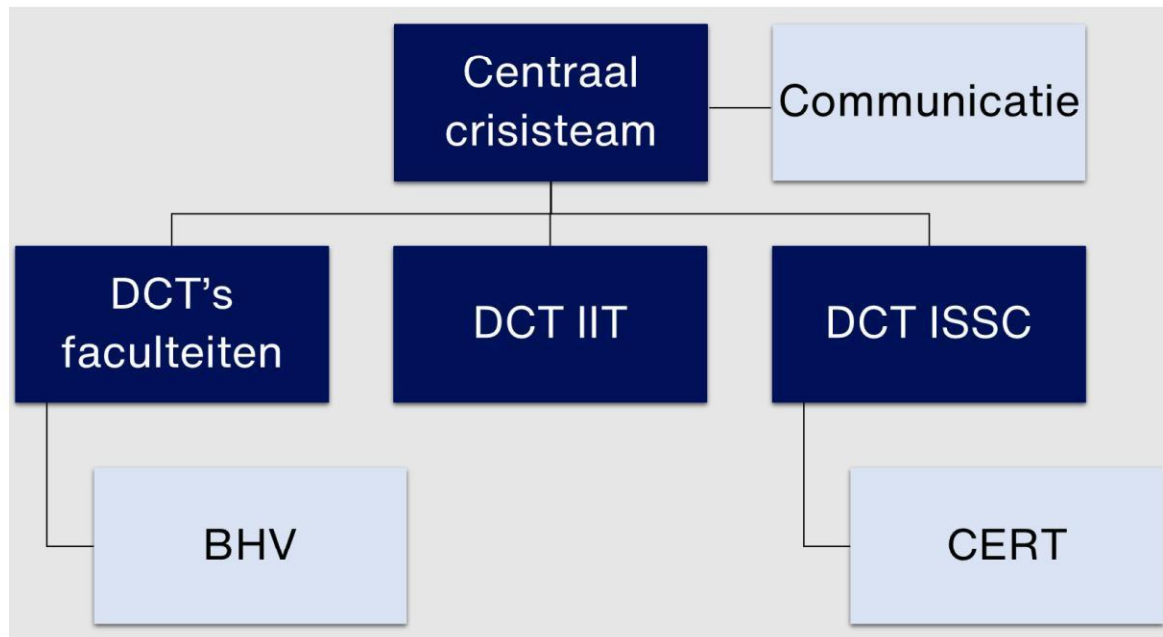 Centraal
crisisteam
Communicatie
DCT's
faculteiten
DCT IIT
DCT ISSC
BHV
CERT